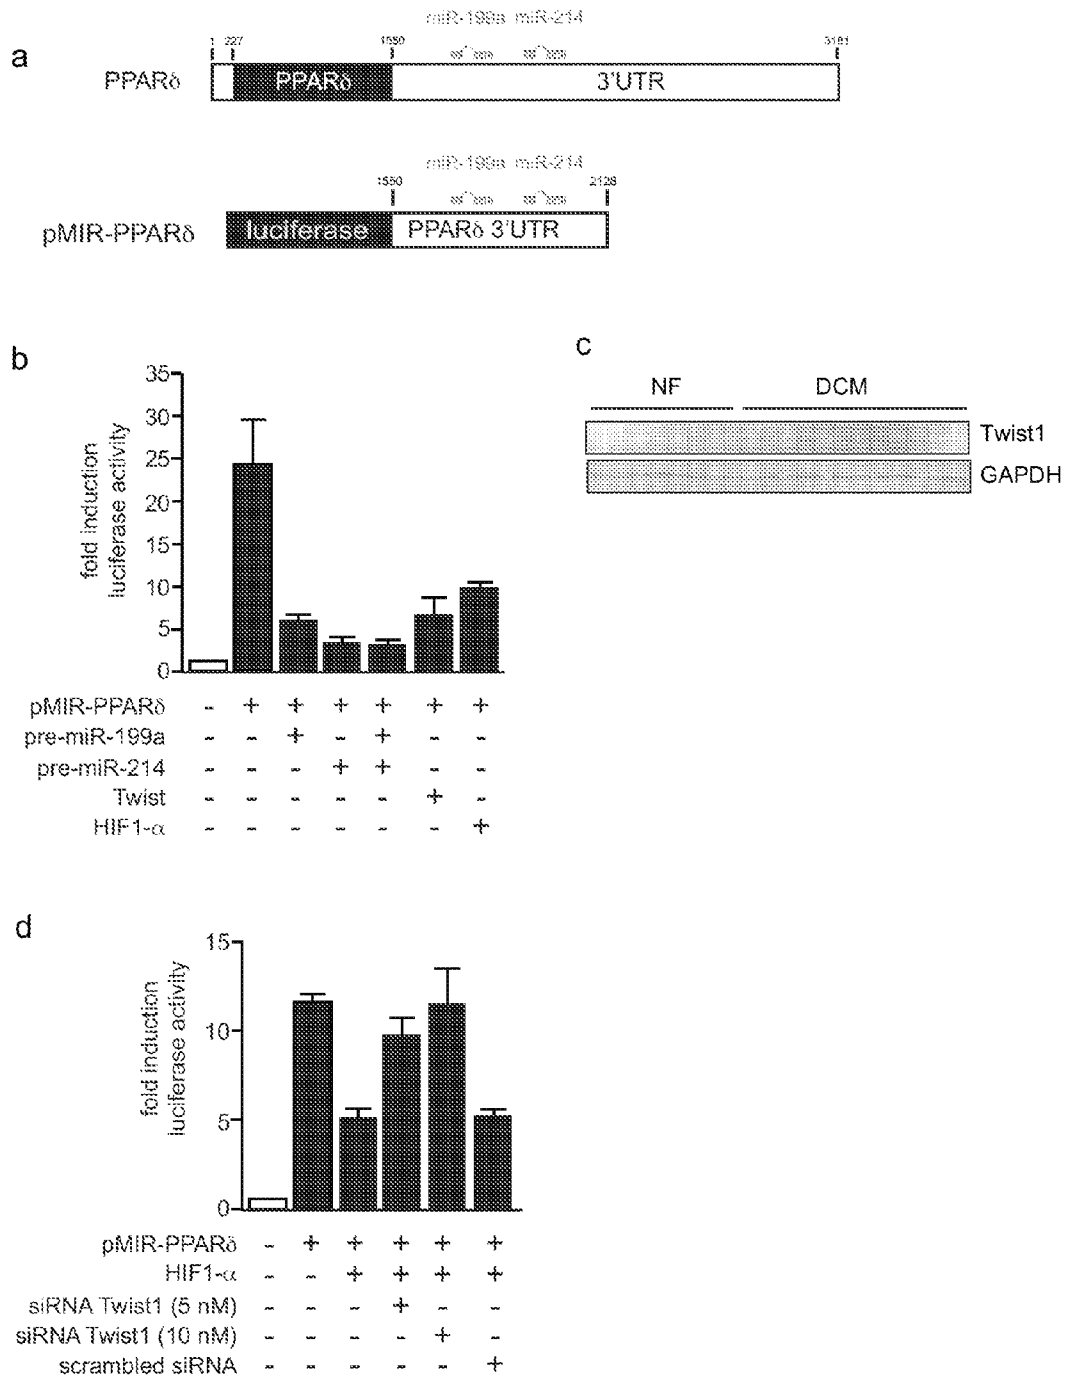 a
miR-199a miR-214
1 227 1550 3181
PPARδ PPARδ 3'UTR
miR-199a miR-214
1550 2128
pMIR-PPARδ luciferase PPARδ 3'UTR
b
fold induction
luciferase activity
35
30
25
20
15
10
5
0
pMIR-PPARδ - + + + + + +
pre-miR-199a - - + - + - -
pre-miR-214 - - - + + - -
Twist - - - - - + -
HIF1-α - - - - - - +
c
NF DCM
Twist1
GAPDH
d
fold induction
luciferase activity
15
10
5
0
pMIR-PPARδ - + + + + +
HIF1-α - - + + + +
siRNA Twist1 (5 nM) - - - + - -
siRNA Twist1 (10 nM) - - - - + -
scrambled siRNA - - - - - +